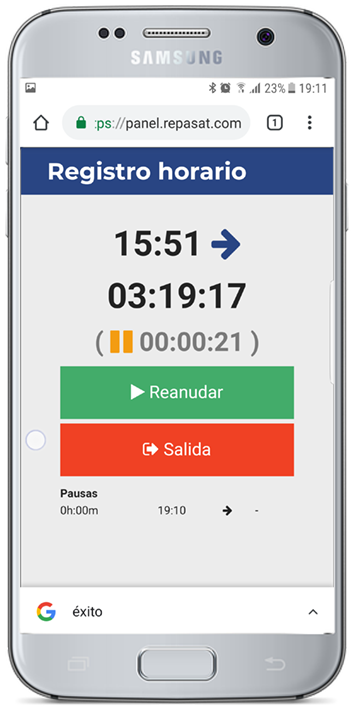 SAMSUNG
23% 19:11
:ps://panel.repasat.com 1
Registro horario
15:51
03:19:17
( 00:00:21 )
Reanudar
Salida
Pausas
0h:00m 19:10 -
G éxito